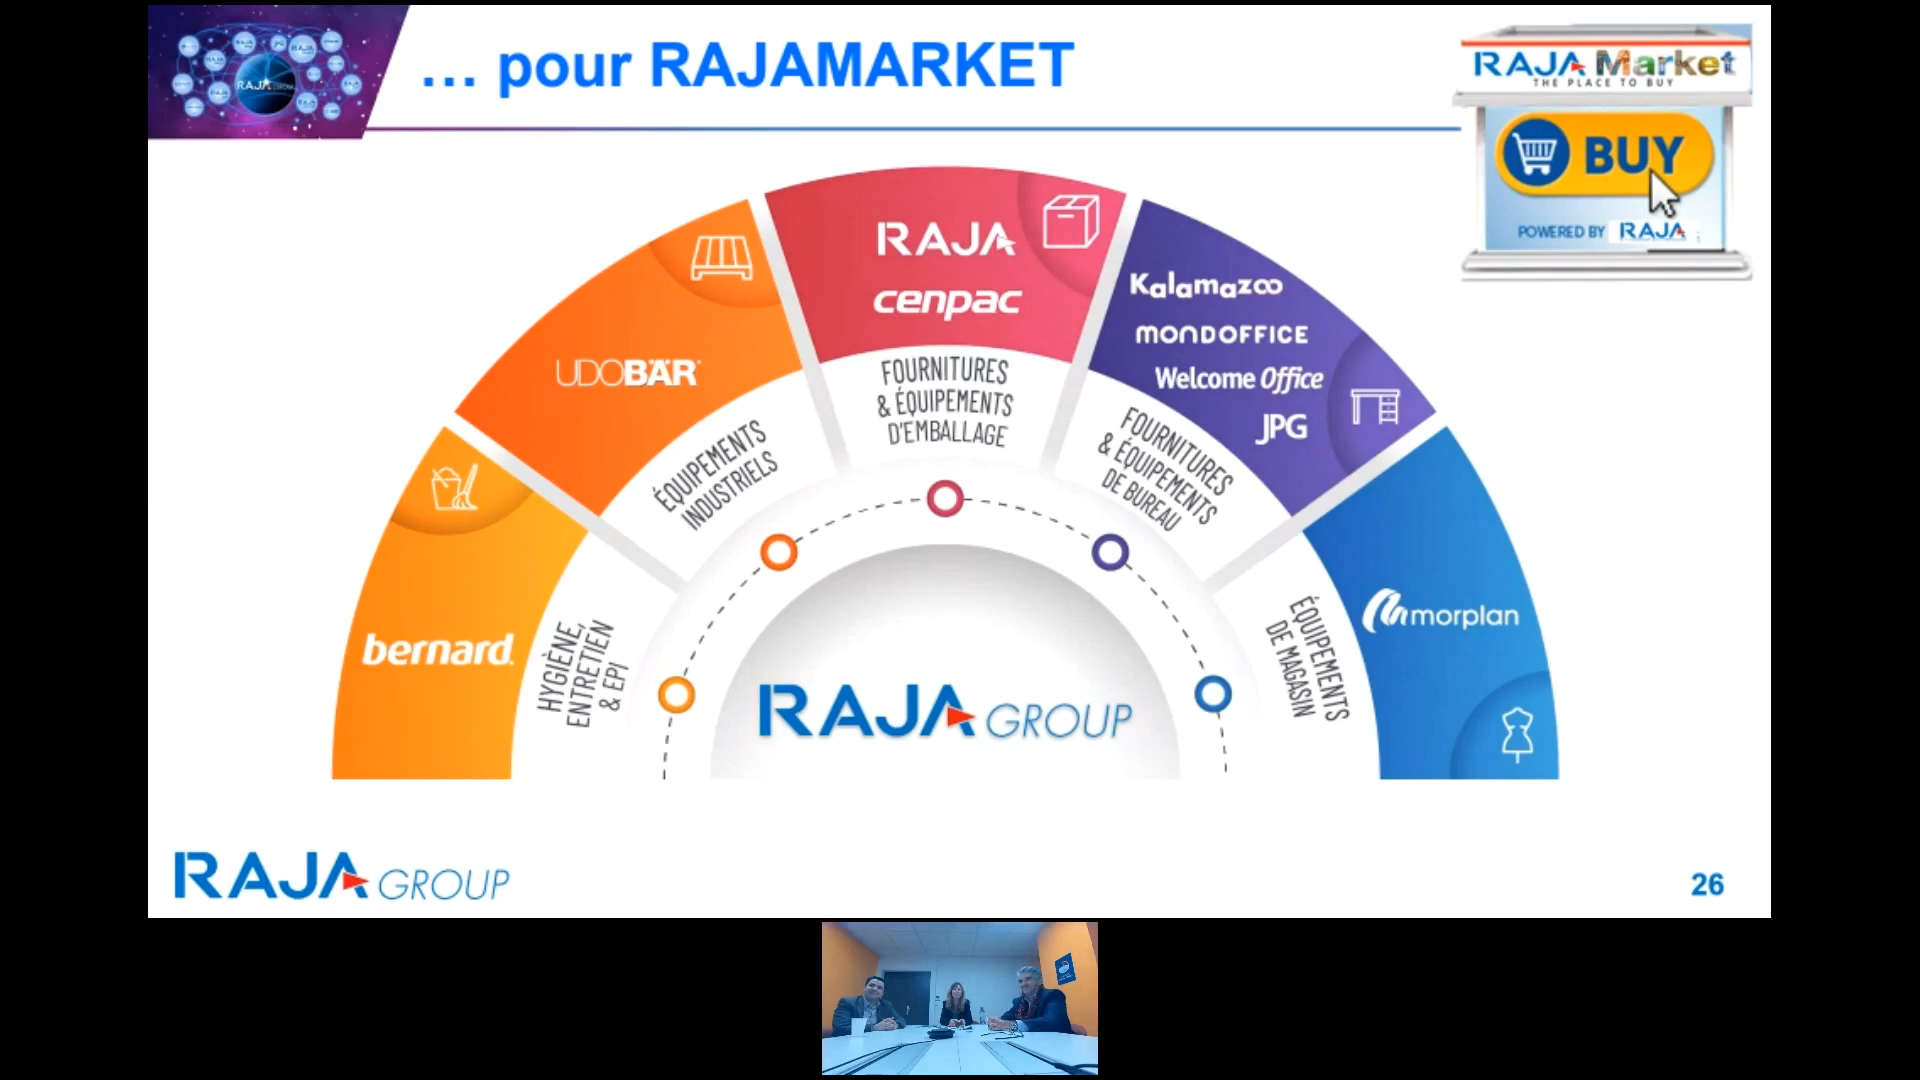 ... pour RAJAMARKET
RAJA Market
THE PLACE TO BUY
BUY
POWERED BY RAJA
RAJA
cenpac
Kalamazoo
MONDOFFICE
Welcome Office
JPG
UDOBÄR
FOURNITURES
& ÉQUIPEMENTS
D'EMBALLAGE
ÉQUIPEMENTS
INDUSTRIELS
FOURNITURES
& ÉQUIPEMENTS
DE BUREAU
bernard.
HYGIÈNE,
ENTRETIEN
& EPI
ÉQUIPEMENTS
DE MAGASIN
morplan
RAJA GROUP
RAJA GROUP
26